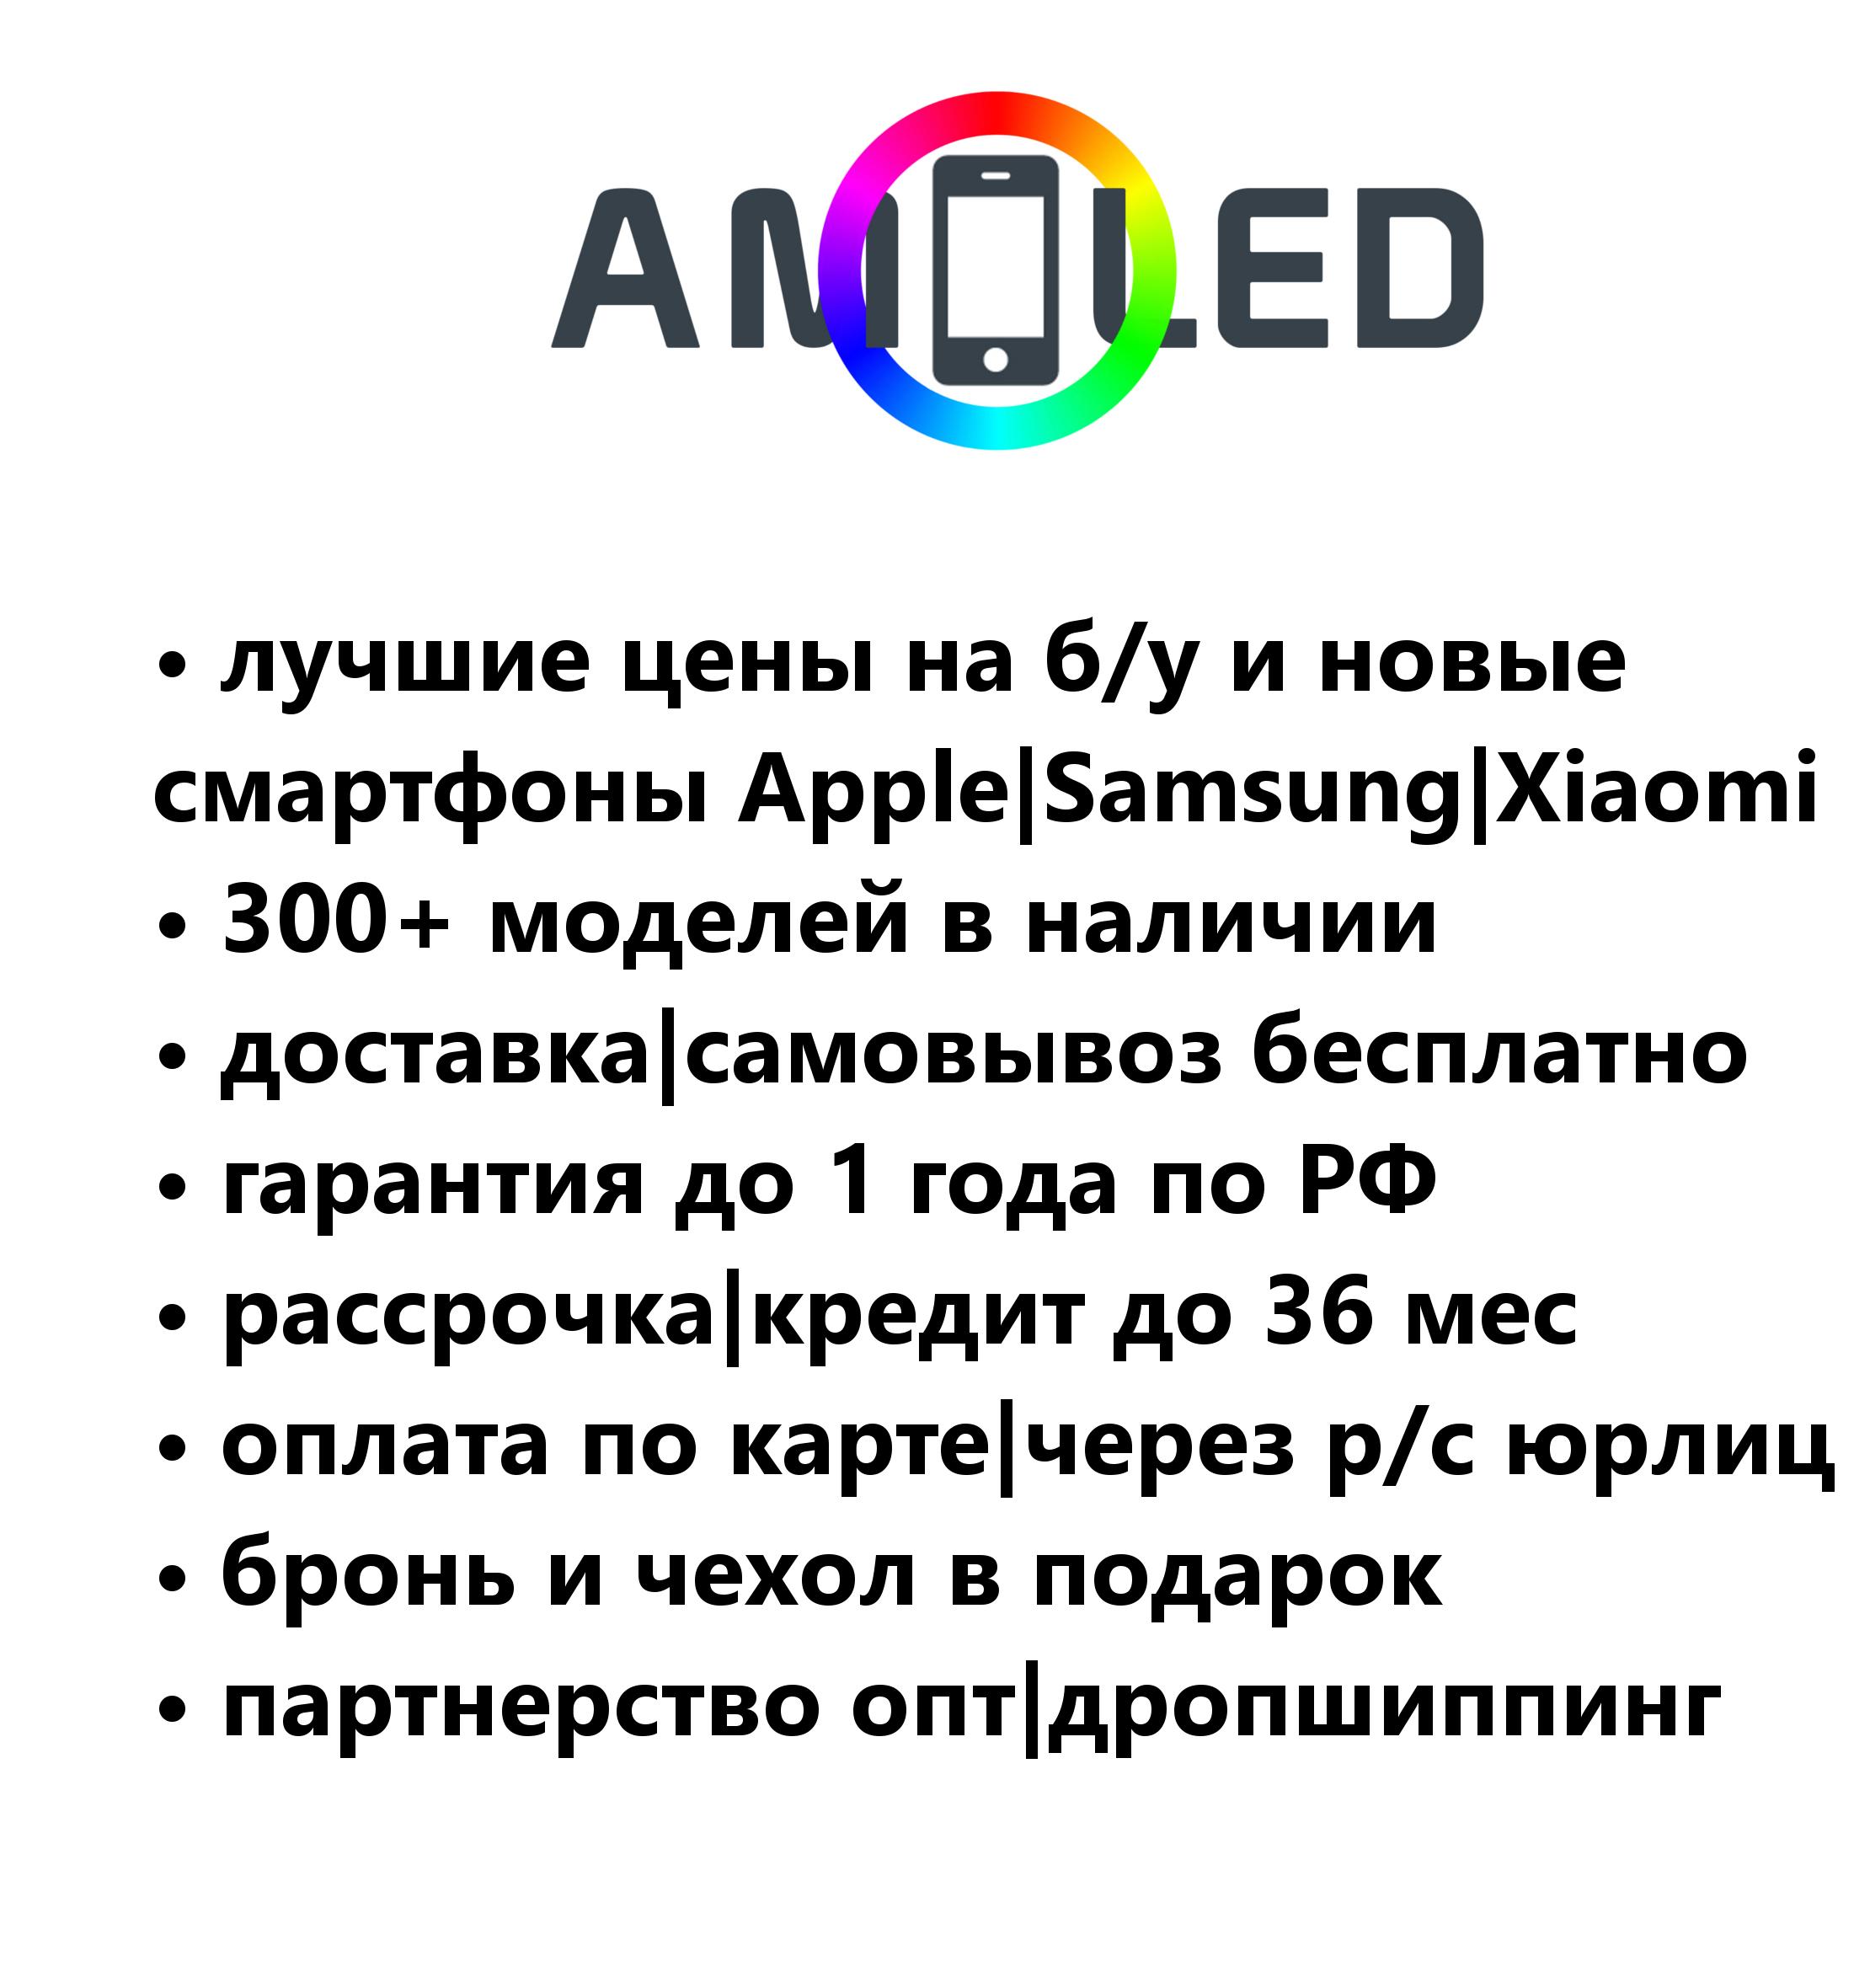 AMOLED
• лучшие цены на б/у и новые
смартфоны Apple|Samsung|Xiaomi
• 300+ моделей в наличии
• доставка|самовывоз бесплатно
• гарантия до 1 года по РФ
• рассрочка|кредит до 36 мес
• оплата по карте|через р/с юрлиц
• бронь и чехол в подарок
• партнерство опт|дропшиппинг